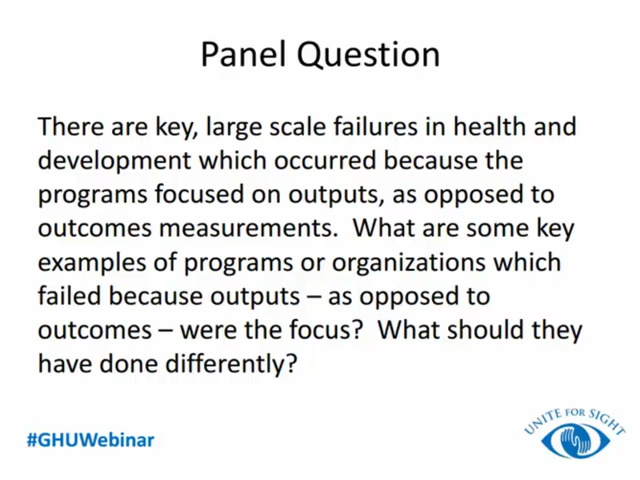 Panel Question
There are key, large scale failures in health and
development which occurred because the
programs focused on outputs, as opposed to
outcomes measurements.  What are some key
examples of programs or organizations which
failed because outputs – as opposed to
outcomes – were the focus?  What should they
have done differently?
#GHUWebinar
UNITE FOR SIGHT